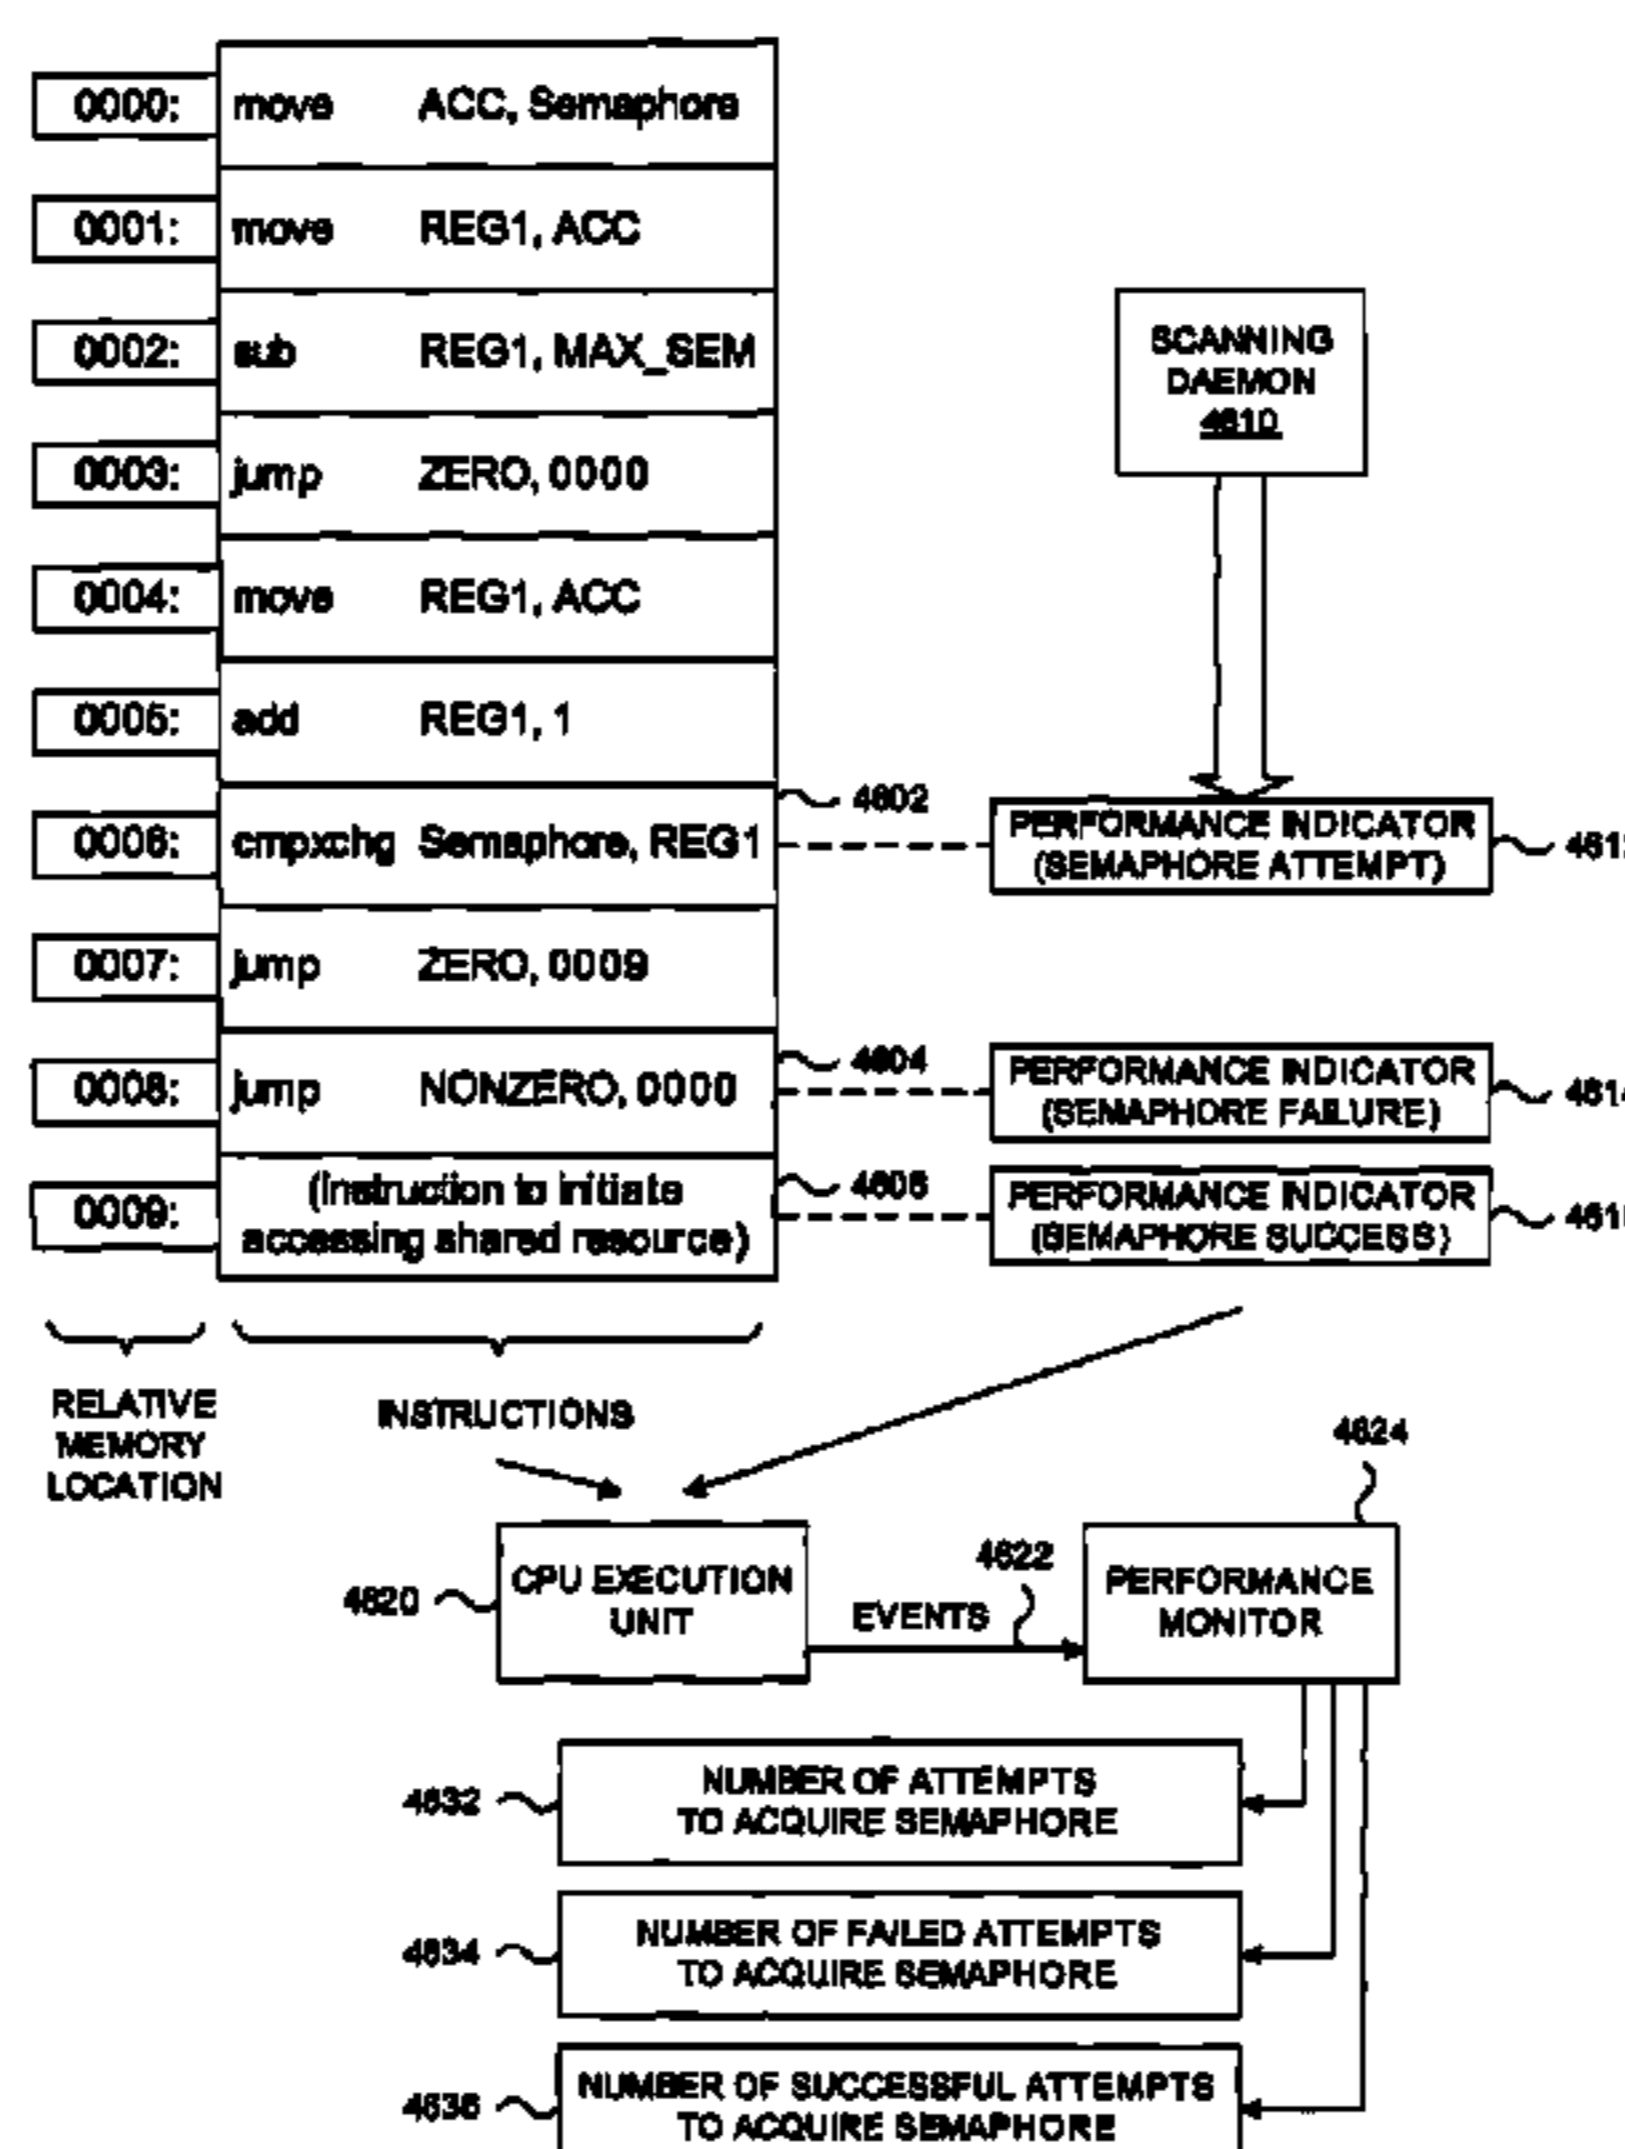 0000: move ACC, Semaphore
0001: move REG1, ACC
0002: sub REG1, MAX_SEM
0003: jump ZERO, 0000
0004: move REG1, ACC
0005: add REG1, 1
0006: cmpxchg Semaphore, REG1
0007: jump ZERO, 0009
0008: jump NONZERO, 0000
0009: (instruction to initiate
accessing shared resource)
SCANNING
DAEMON
4610
4602
PERFORMANCE INDICATOR
(SEMAPHORE ATTEMPT)
4604
PERFORMANCE INDICATOR
(SEMAPHORE FAILURE)
4606
PERFORMANCE INDICATOR
(SEMAPHORE SUCCESS)
RELATIVE
MEMORY
LOCATION
INSTRUCTIONS
4620
CPU EXECUTION
UNIT
EVENTS
4622
4624
PERFORMANCE
MONITOR
4632
NUMBER OF ATTEMPTS
TO ACQUIRE SEMAPHORE
4634
NUMBER OF FAILED ATTEMPTS
TO ACQUIRE SEMAPHORE
4636
NUMBER OF SUCCESSFUL ATTEMPTS
TO ACQUIRE SEMAPHORE